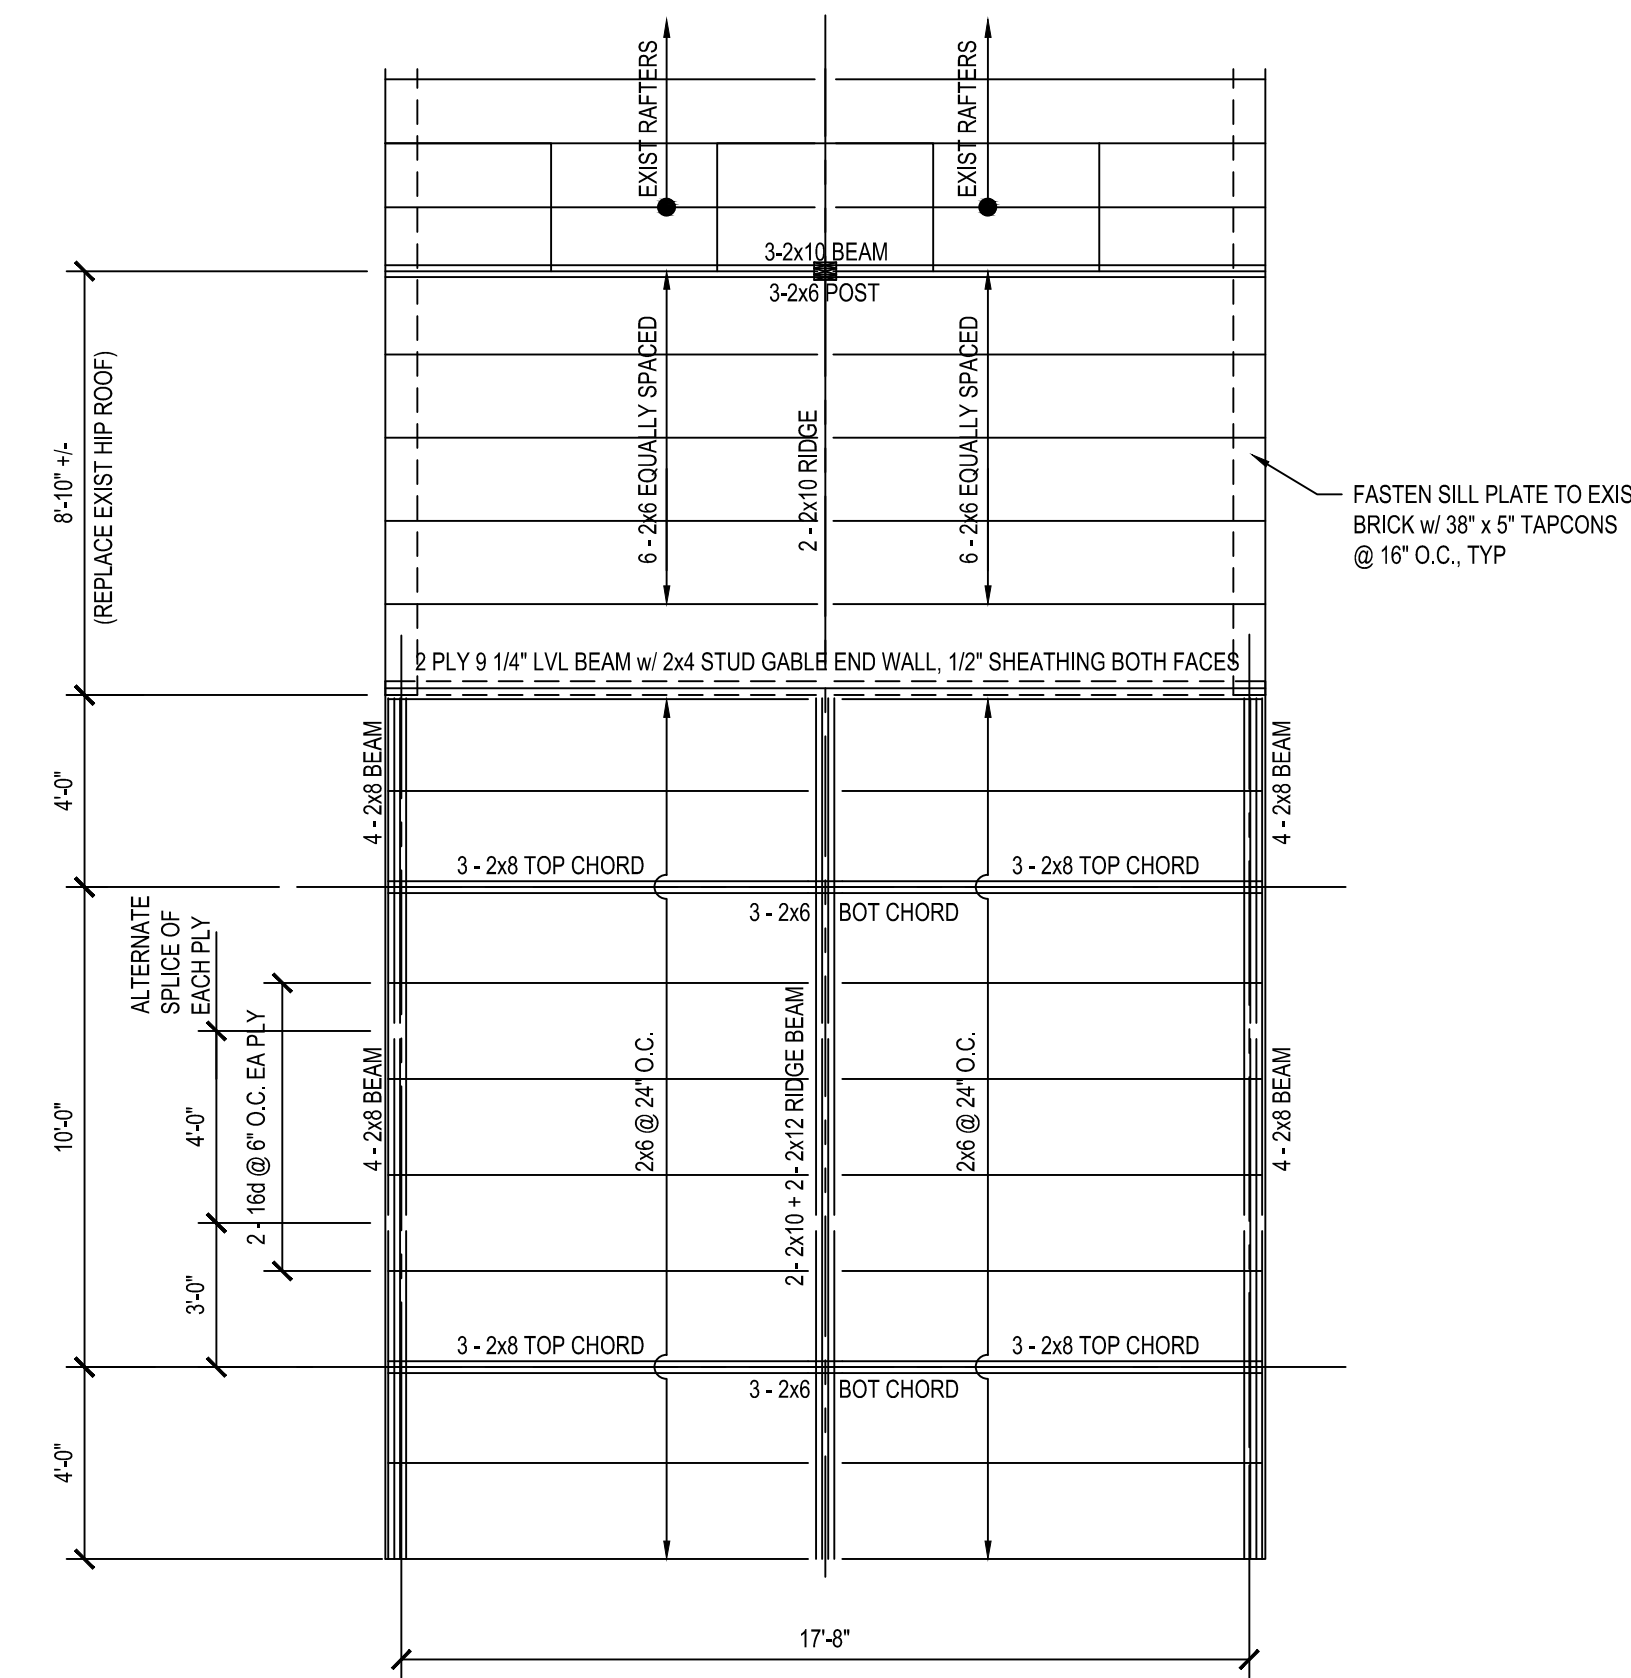 EXIST RAFTERS
EXIST RAFTERS
3-2x10 BEAM
3-2x6 POST
8'-10" +/-
(REPLACE EXIST HIP ROOF)
6 - 2x6 EQUALLY SPACED
2 - 2x10 RIDGE
6 - 2x6 EQUALLY SPACED
FASTEN SILL PLATE TO EXIS
BRICK w/ 38" x 5" TAPCONS
@ 16" O.C., TYP
2 PLY 9 1/4" LVL BEAM w/ 2x4 STUD GABLE END WALL, 1/2" SHEATHING BOTH FACES
4'-0"
4 - 2x8 BEAM
4 - 2x8 BEAM
3 - 2x8 TOP CHORD
3 - 2x8 TOP CHORD
3 - 2x6 BOT CHORD
ALTERNATE
SPLICE OF
EACH PLY
10'-0"
4'-0"
3'-0"
2 - 16d @ 6" O.C. EA PLY
4 - 2x8 BEAM
2x6 @ 24" O.C.
2 - 2x10 + 2 - 2x12 RIDGE BEAM
2x6 @ 24" O.C.
4 - 2x8 BEAM
3 - 2x8 TOP CHORD
3 - 2x8 TOP CHORD
3 - 2x6 BOT CHORD
4'-0"
17'-8"